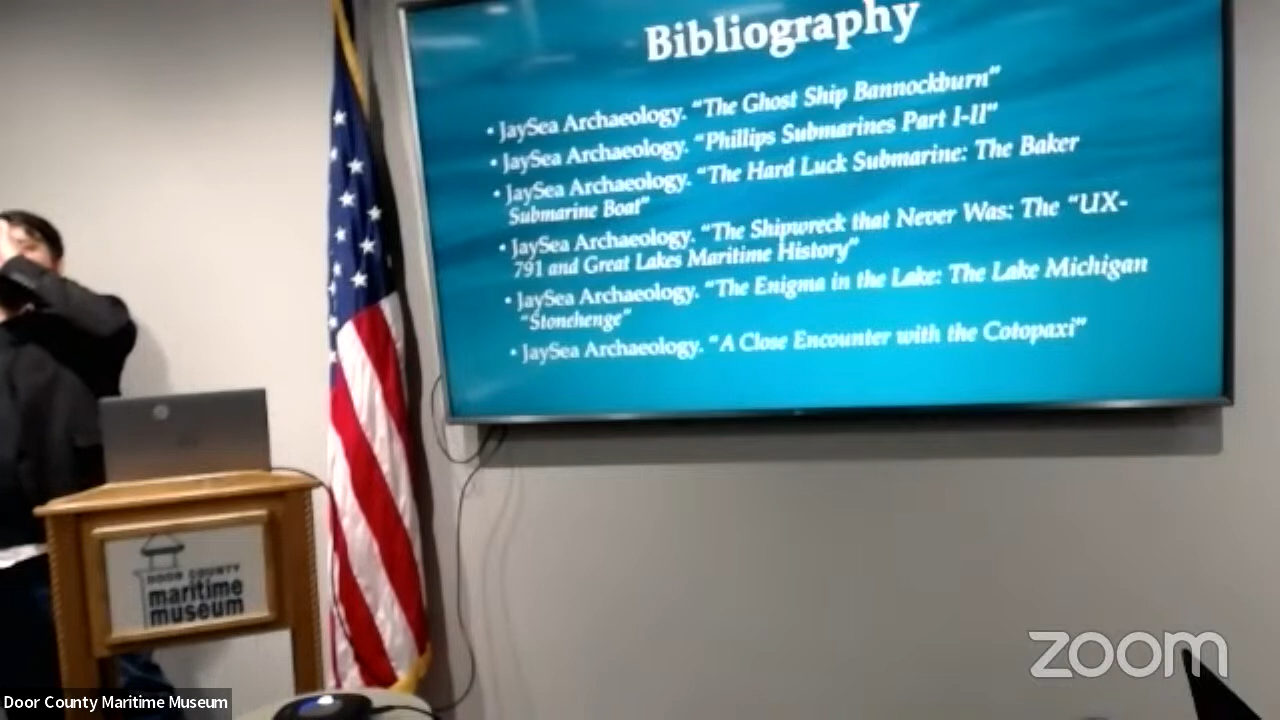 Bibliography
• JaySea Archaeology. “The Ghost Ship Bannockburn”
• JaySea Archaeology. “Phillips Submarines Part I-II”
• JaySea Archaeology. “The Hard Luck Submarine: The Baker
Submarine Boat”
• JaySea Archaeology. “The Shipwreck that Never Was: The “UX-
791 and Great Lakes Maritime History”
• JaySea Archaeology. “The Enigma in the Lake: The Lake Michigan
“Stonehenge”
• JaySea Archaeology. “A Close Encounter with the Cotopaxi”
DOOR COUNTY
maritime
museum
zoom
Door County Maritime Museum